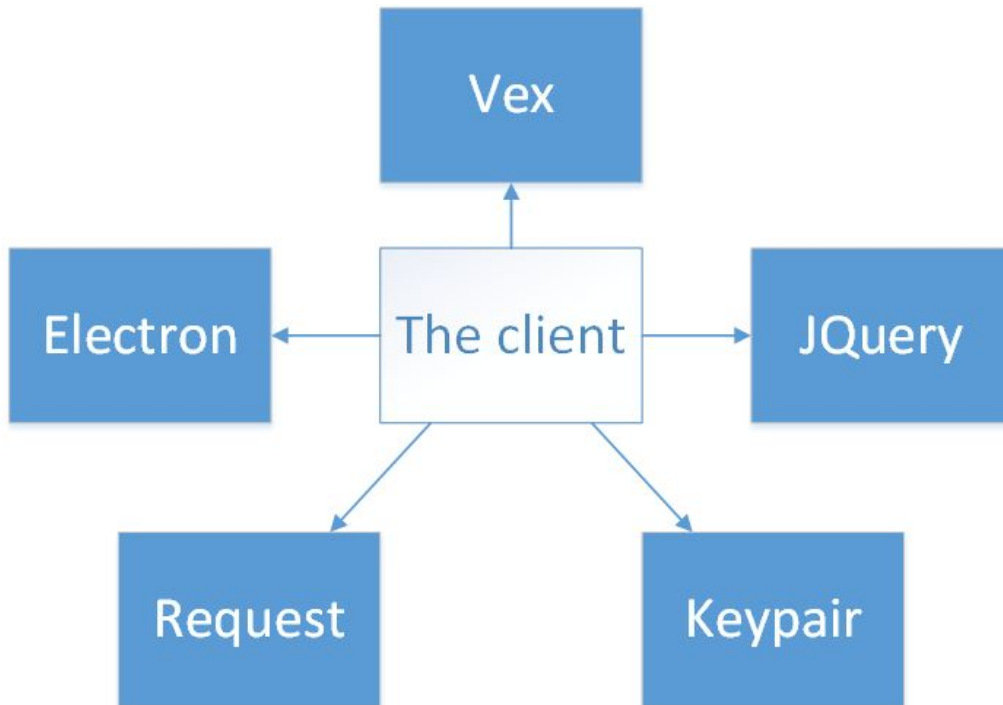 Vex
Electron
The client
JQuery
Request
Keypair